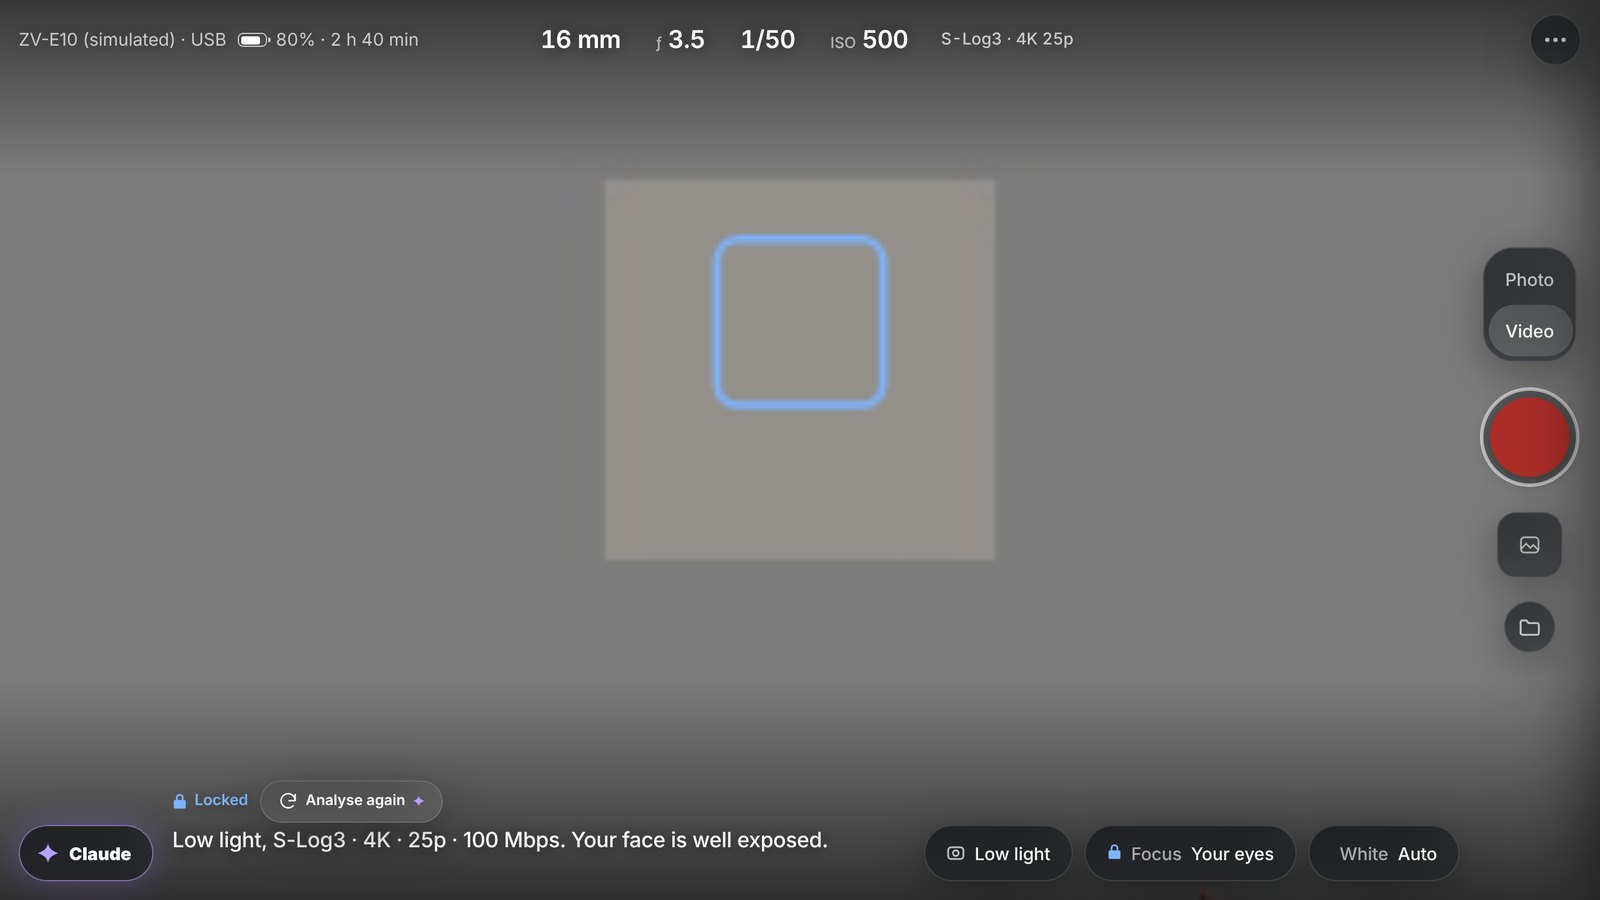 ZV-E10 (simulated) · USB 80% · 2 h 40 min
16 mm ƒ 3.5 1/50 ISO 500 S-Log3 · 4K 25p
Photo
Video
Locked
Analyse again
Claude
Low light, S-Log3 · 4K · 25p · 100 Mbps. Your face is well exposed.
Low light
Focus Your eyes
White Auto